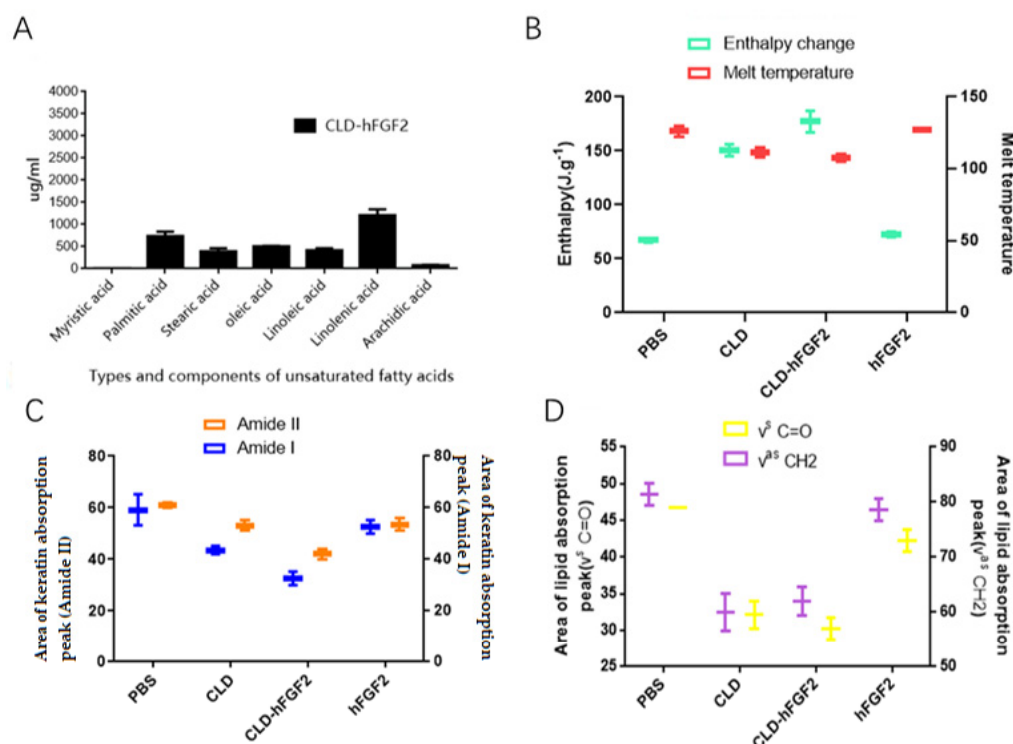 A
4000
3500
3000
2500
2000
1500
1000
500
0
ug/ml
CLD-hFGF2
Myristic acid
Palmitic acid
Stearic acid
oleic acid
Linoleic acid
Linolenic acid
Arachidic acid
Types and components of unsaturated fatty acids
B
Enthalpy change
Melt temperature
200
150
100
50
0
Enthalpy(J.g⁻¹)
150
100
50
0
Melt temperature
PBS
CLD
CLD-hFGF2
hFGF2
C
Amide II
Amide I
80
60
40
20
0
Area of keratin absorption
peak (Amide II)
80
60
40
20
0
Area of keratin absorption
peak (Amide I)
PBS
CLD
CLD-hFGF2
hFGF2
D
vˢ C=O
vᵃˢ CH2
55
50
45
40
35
30
25
Area of lipid absorption
peak(vˢ C=O)
90
80
70
60
50
Area of lipid absorption
peak(vᵃˢ CH2)
PBS
CLD
CLD-hFGF2
hFGF2